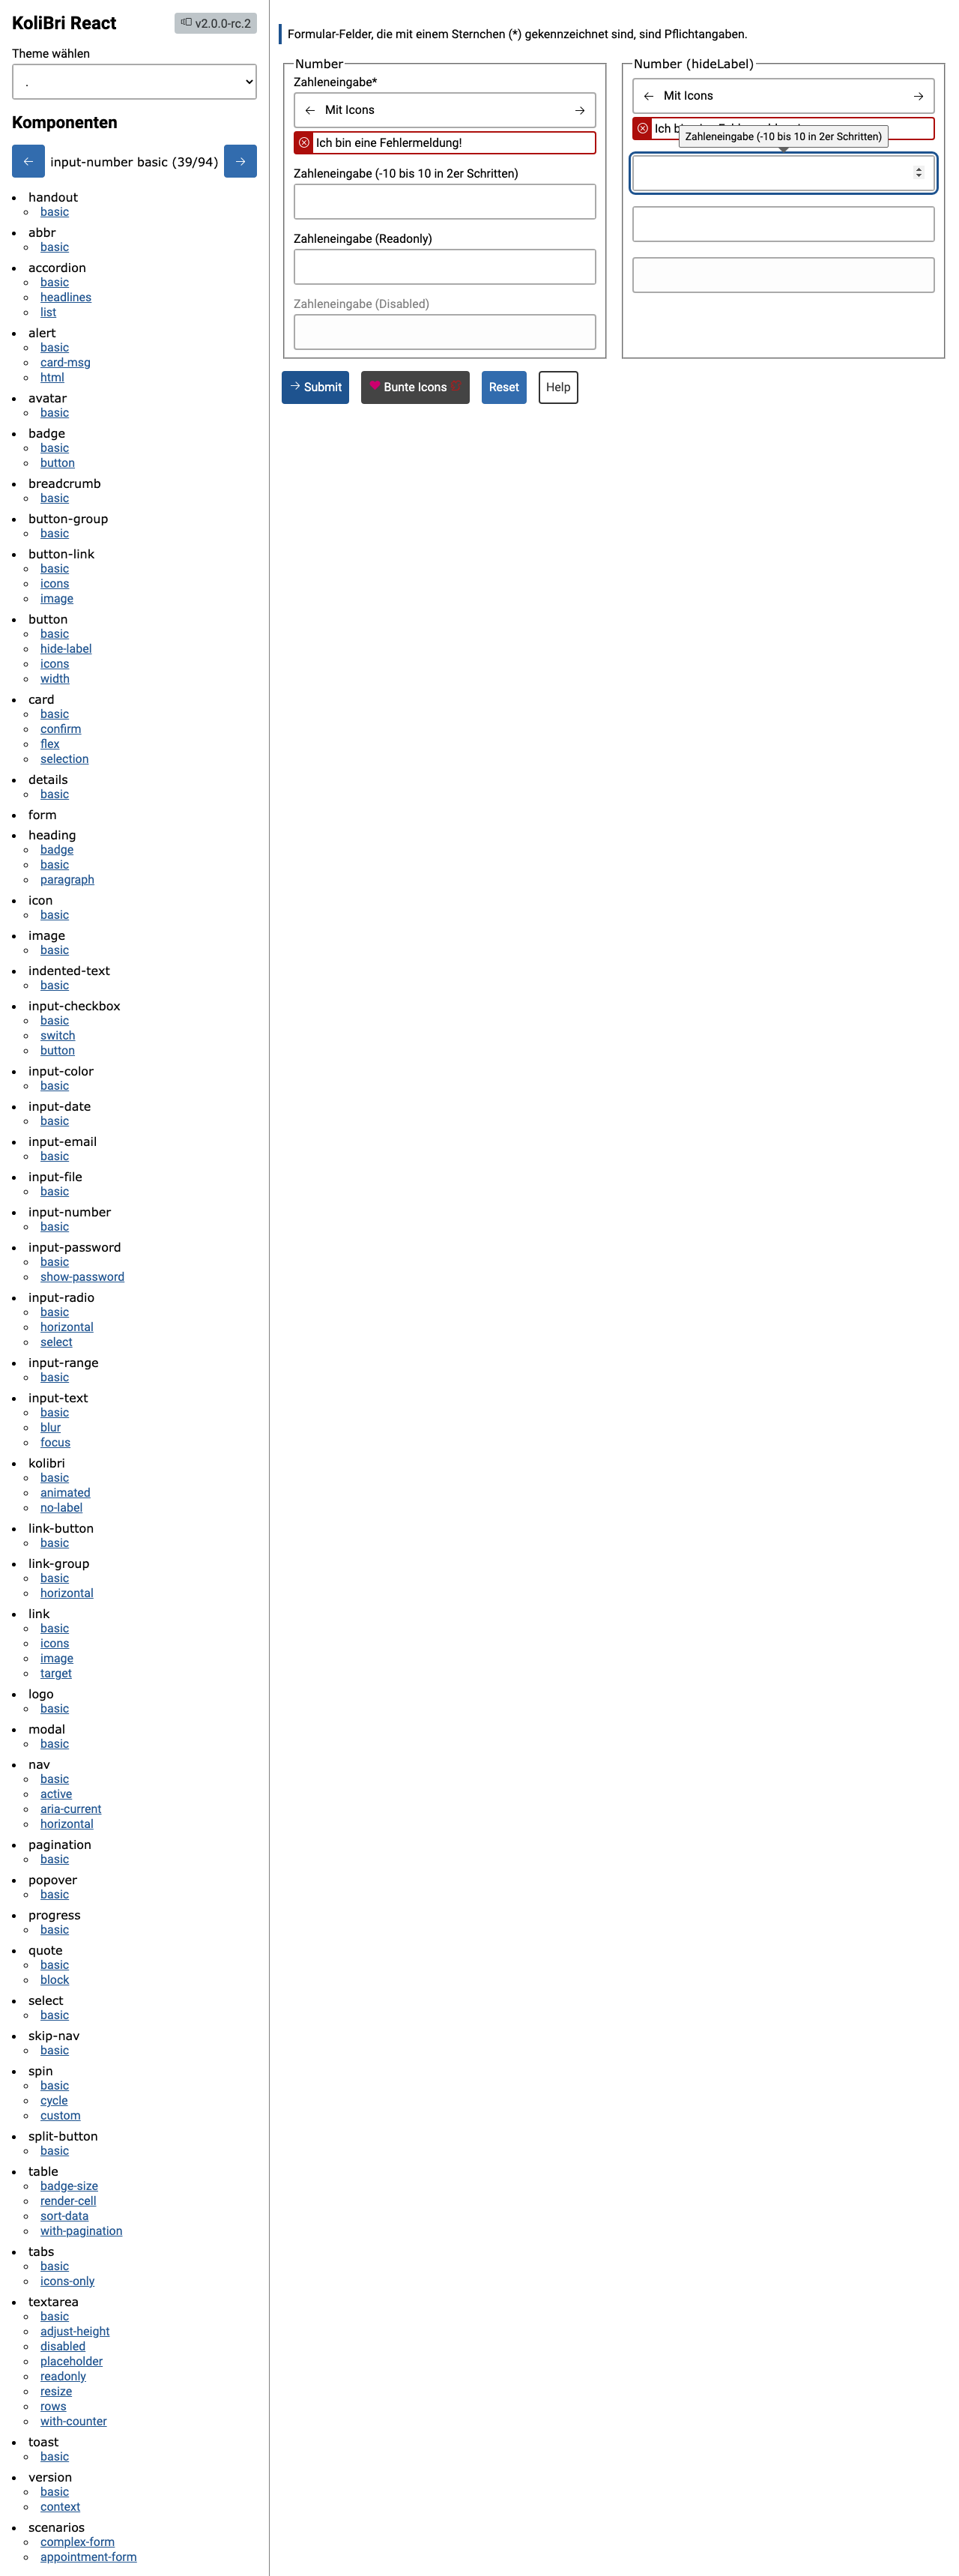 KoliBri React
v2.0.0-rc.2
Theme wählen
.
Komponenten
← input-number basic (39/94) →
handout
basic
abbr
basic
accordion
basic
headlines
list
alert
basic
card-msg
html
avatar
basic
badge
basic
button
breadcrumb
basic
button-group
basic
button-link
basic
icons
image
button
basic
hide-label
icons
width
card
basic
confirm
flex
selection
details
basic
form
heading
badge
basic
paragraph
icon
basic
image
basic
indented-text
basic
input-checkbox
basic
switch
button
input-color
basic
input-date
basic
input-email
basic
input-file
basic
input-number
basic
input-password
basic
show-password
input-radio
basic
horizontal
select
input-range
basic
input-text
basic
blur
focus
kolibri
basic
animated
no-label
link-button
basic
link-group
basic
horizontal
link
basic
icons
image
target
logo
basic
modal
basic
nav
basic
active
aria-current
horizontal
pagination
basic
popover
basic
progress
basic
quote
basic
block
select
basic
skip-nav
basic
spin
basic
cycle
custom
split-button
basic
table
badge-size
render-cell
sort-data
with-pagination
tabs
basic
icons-only
textarea
basic
adjust-height
disabled
placeholder
readonly
resize
rows
with-counter
toast
basic
version
basic
context
scenarios
complex-form
appointment-form
Formular-Felder, die mit einem Sternchen (*) gekennzeichnet sind, sind Pflichtangaben.
Number
Zahleneingabe*
← Mit Icons →
Ich bin eine Fehlermeldung!
Zahleneingabe (-10 bis 10 in 2er Schritten)
Zahleneingabe (Readonly)
Zahleneingabe (Disabled)
Number (hideLabel)
← Mit Icons →
Ich
Zahleneingabe (-10 bis 10 in 2er Schritten)
→ Submit
Bunte Icons
Reset
Help